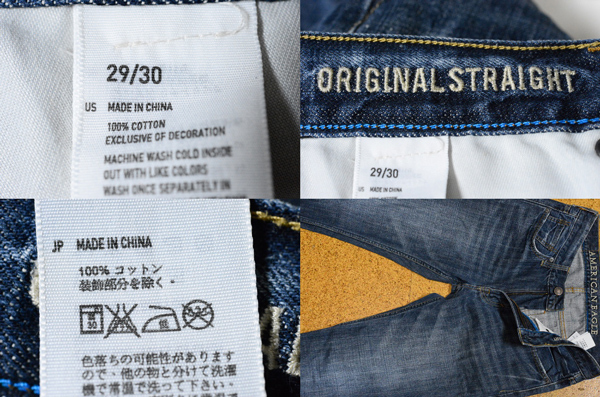 29/30
US MADE IN CHINA
100% COTTON
EXCLUSIVE OF DECORATION
MACHINE WASH COLD INSIDE
OUT WITH LIKE COLORS
WASH ONCE SEPARATELY IN
ORIGINAL STRAIGHT
29/30
US MADE IN CHINA
JP MADE IN CHINA
100% コットン
装飾部分を除く。
30
色落ちの可能性があります
ので、他の物と分けて洗濯
機で常温で洗って下さい。
AMERICAN EAGLE